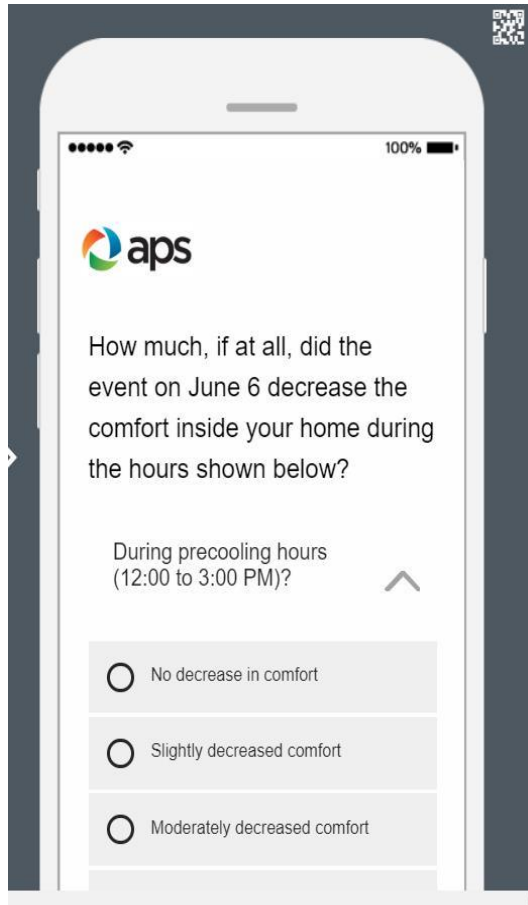 100%
aps
How much, if at all, did the
event on June 6 decrease the
comfort inside your home during
the hours shown below?
During precooling hours
(12:00 to 3:00 PM)?
No decrease in comfort
Slightly decreased comfort
Moderately decreased comfort